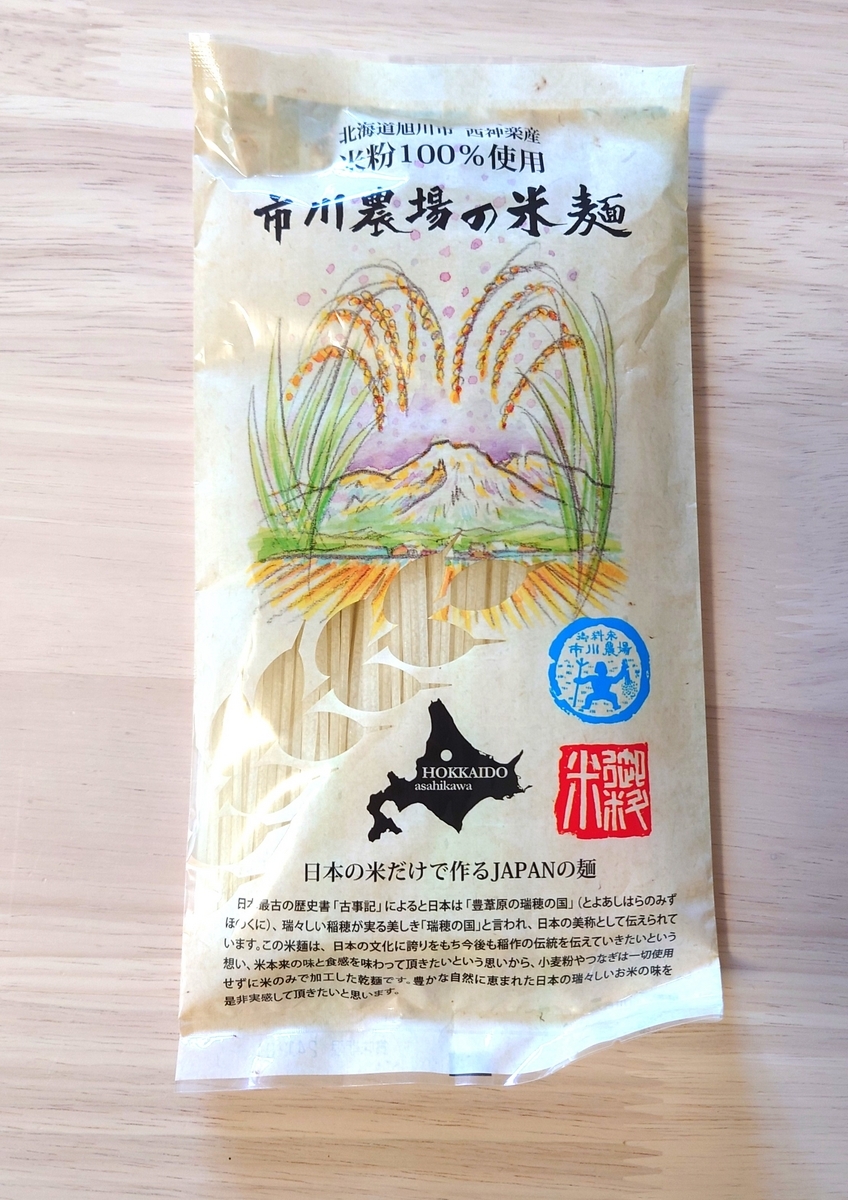 北海道旭川市 西神楽産
米粉100%使用
市川農場の米麺
御料米
市川農場
HOKKAIDO
asahikawa
御料米
日本の米だけで作るJAPANの麺
日本最古の歴史書「古事記」によると日本は「豊葦原の瑞穂の国」(とよあしはらのみず
ほのくに)、瑞々しい稲穂が実る美しき「瑞穂の国」と言われ、日本の美称として伝えられて
います。この米麺は、日本の文化に誇りをもち今後も稲作の伝統を伝えていきたいという
想い、米本来の味と食感を味わって頂きたいという思いから、小麦粉やつなぎは一切使用
せずに米のみで加工した乾麺です。豊かな自然に恵まれた日本の瑞々しいお米の味を
是非実感して頂きたいと思います。